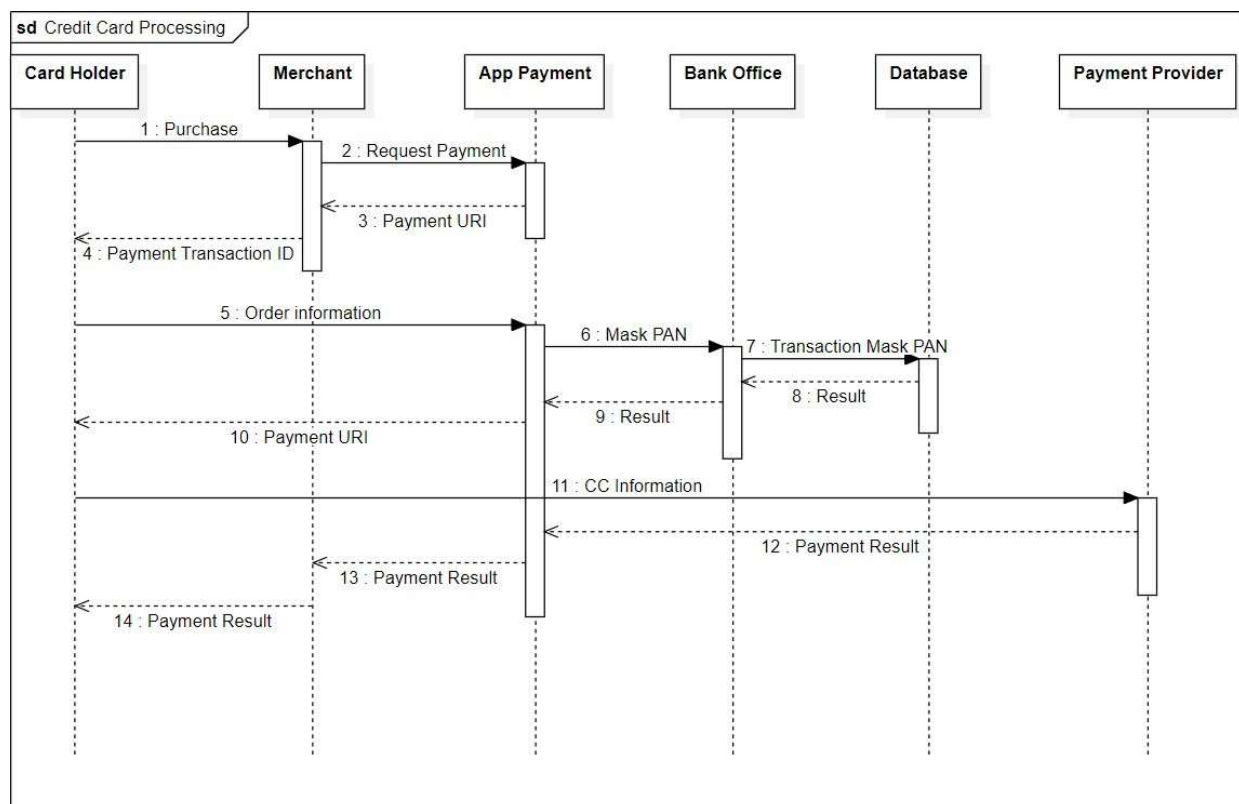 sd Credit Card Processing
Card Holder
Merchant
App Payment
Bank Office
Database
Payment Provider
1 : Purchase
2 : Request Payment
3 : Payment URI
4 : Payment Transaction ID
5 : Order information
6 : Mask PAN
7 : Transaction Mask PAN
8 : Result
9 : Result
10 : Payment URI
11 : CC Information
12 : Payment Result
13 : Payment Result
14 : Payment Result